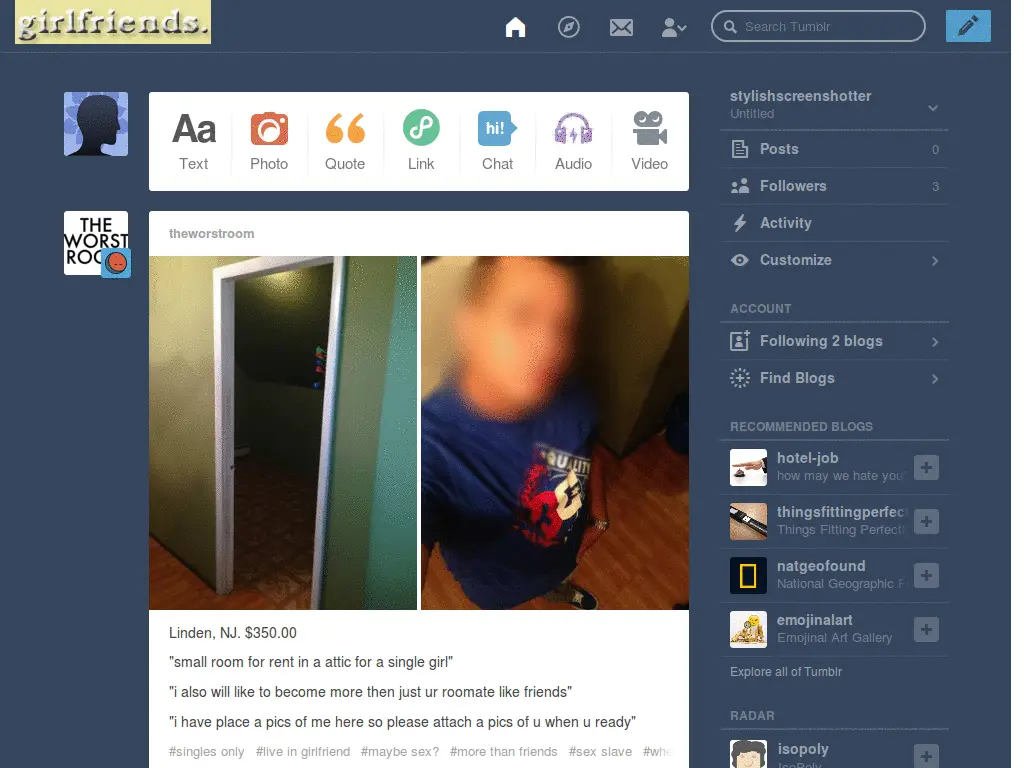 girlfriends.
Search Tumblr
Aa
hi!
Text
Photo
Quote
Link
Chat
Audio
Video
THE
WORST
theworstroom
QUALITY
Linden, NJ. $350.00
"small room for rent in a attic for a single girl"
"i also will like to become more then just ur roomate like friends"
"i have place a pics of me here so please attach a pics of u when u ready"
#singles only #live in girlfriend #maybe sex? #more than friends #sex slave #whe
stylishscreenshotter
Untitled
Posts 0
Followers 3
Activity
Customize
ACCOUNT
Following 2 blogs
Find Blogs
RECOMMENDED BLOGS
hotel-job
how may we hate you
thingsfittingperfec
Things Fitting Perfectl
natgeofound
National Geographic F
emojinalart
Emojinal Art Gallery
Explore all of Tumblr
RADAR
isopoly
IsoPoly